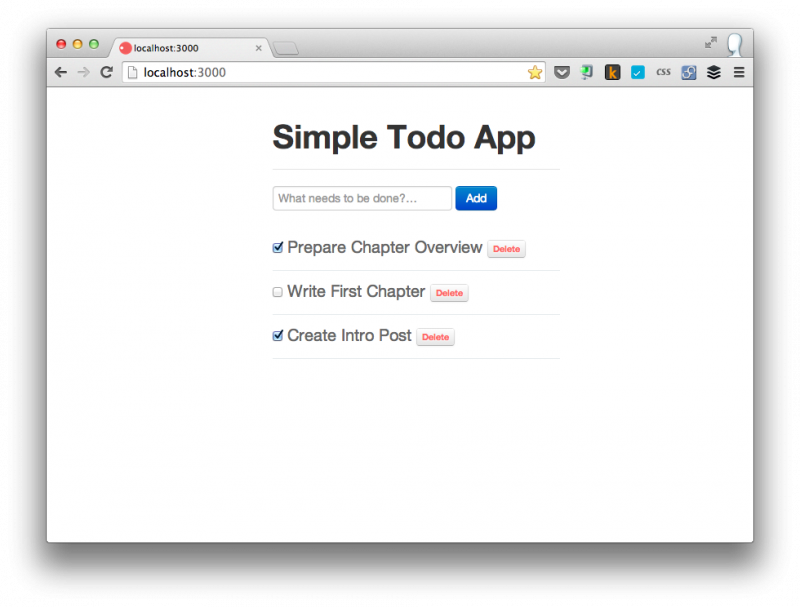 localhost:3000
localhost:3000
css
Simple Todo App
What needs to be done?... Add
Prepare Chapter Overview Delete
Write First Chapter Delete
Create Intro Post Delete